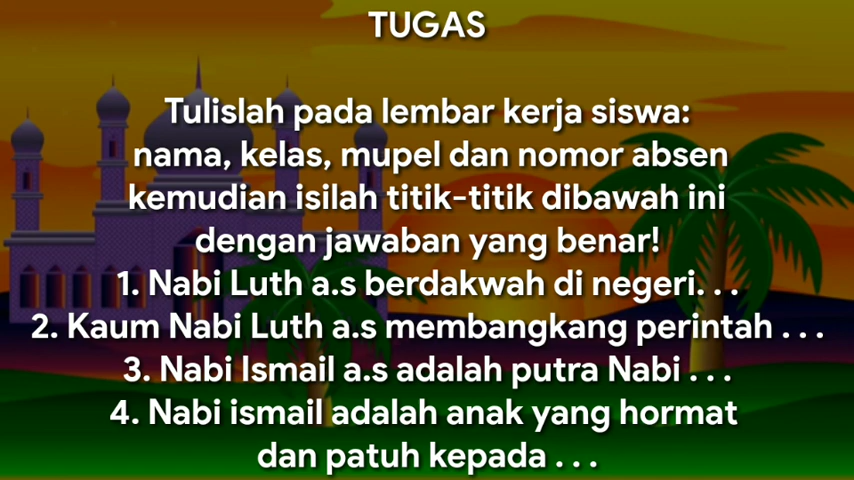 TUGAS
Tulislah pada lembar kerja siswa:
nama, kelas, mupel dan nomor absen
kemudian isilah titik-titik dibawah ini
dengan jawaban yang benar!
1. Nabi Luth a.s berdakwah di negeri. . .
2. Kaum Nabi Luth a.s membangkang perintah . . .
3. Nabi Ismail a.s adalah putra Nabi . . .
4. Nabi ismail adalah anak yang hormat
dan patuh kepada . . .